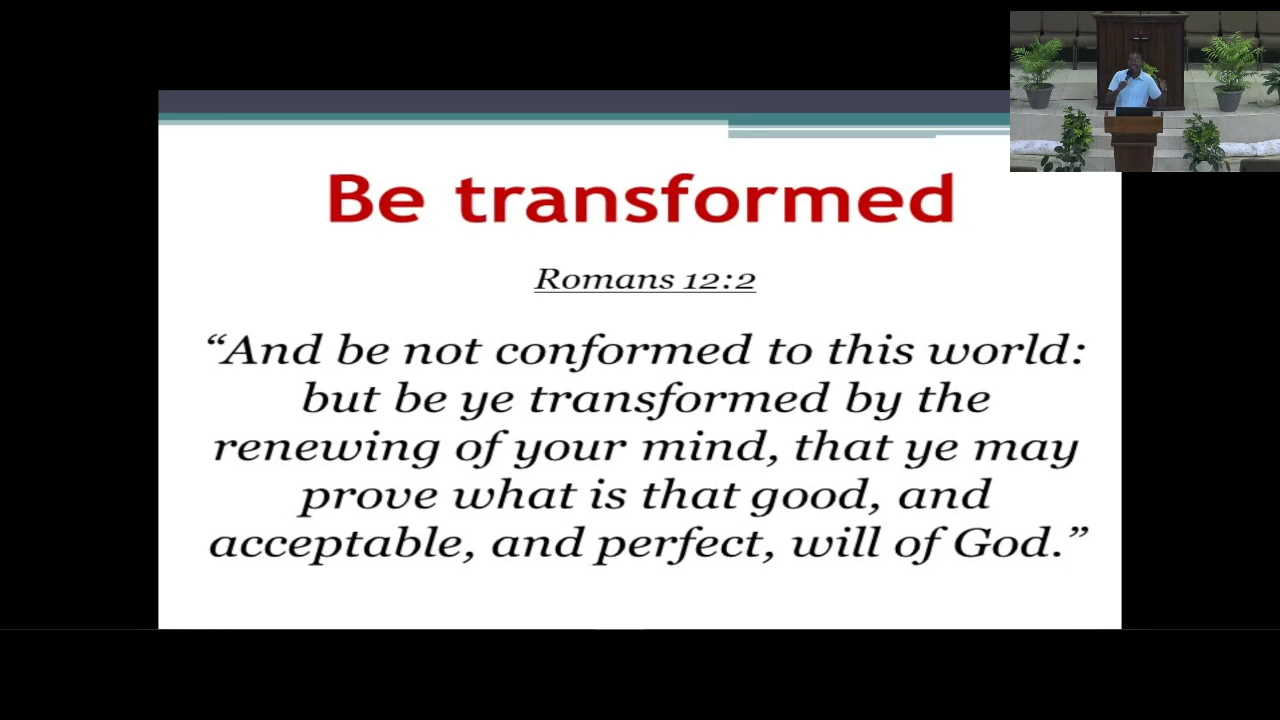 Be transformed
Romans 12:2
“And be not conformed to this world:
but be ye transformed by the
renewing of your mind, that ye may
prove what is that good, and
acceptable, and perfect, will of God.”